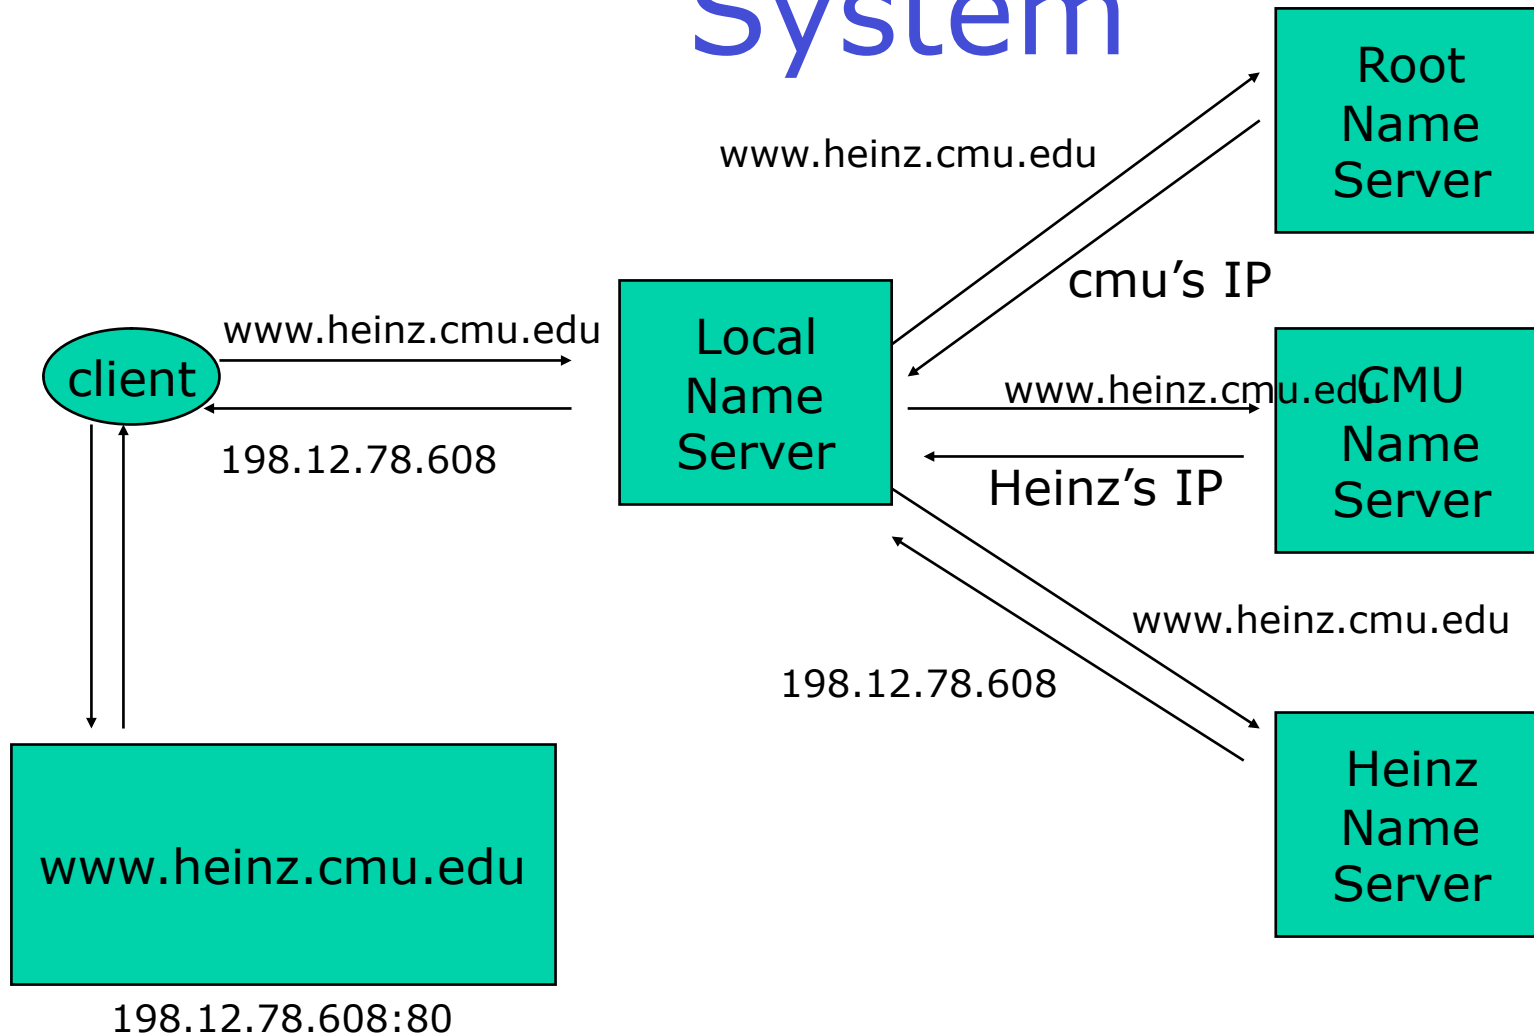 System
Root
Name
Server
www.heinz.cmu.edu
cmu’s IP
www.heinz.cmu.edu
client
198.12.78.608
Local
Name
Server
www.heinz.cmu.edu
Heinz’s IP
CMU
Name
Server
www.heinz.cmu.edu
198.12.78.608
Heinz
Name
Server
www.heinz.cmu.edu
198.12.78.608:80